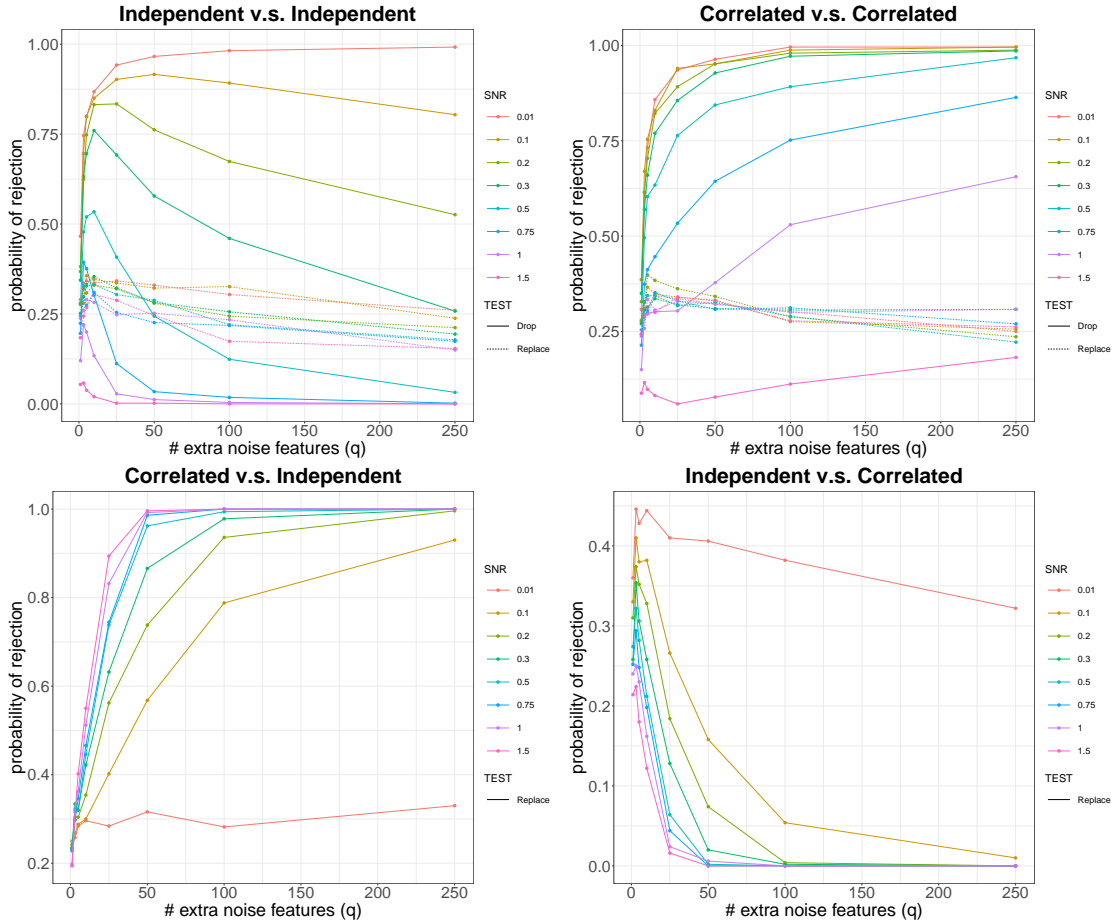 Independent v.s. Independent
probability of rejection
1.00
0.75
0.50
0.25
0.00
0
50
100
150
200
250
# extra noise features (q)
SNR
0.01
0.1
0.2
0.3
0.5
0.75
1
1.5
TEST
Drop
Replace
Correlated v.s. Correlated
probability of rejection
1.00
0.75
0.50
0.25
0
50
100
150
200
250
# extra noise features (q)
SNR
0.01
0.1
0.2
0.3
0.5
0.75
1
1.5
TEST
Drop
Replace
Correlated v.s. Independent
probability of rejection
1.0
0.8
0.6
0.4
0.2
0
50
100
150
200
250
# extra noise features (q)
SNR
0.01
0.1
0.2
0.3
0.5
0.75
1
1.5
TEST
Replace
Independent v.s. Correlated
probability of rejection
0.4
0.3
0.2
0.1
0.0
0
50
100
150
200
250
# extra noise features (q)
SNR
0.01
0.1
0.2
0.3
0.5
0.75
1
1.5
TEST
Replace